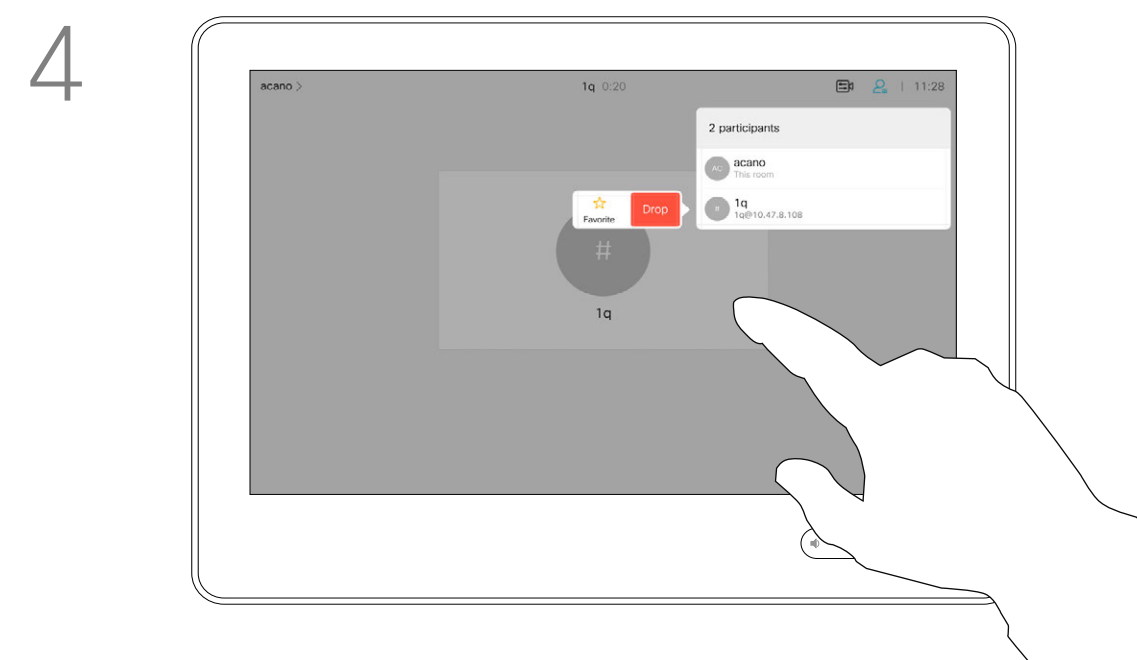 4
acano >
1q 0:20
| 11:28
2 participants
AC
acano
This room
Favorite
Drop
1q
1q@10.47.8.108
#
1q